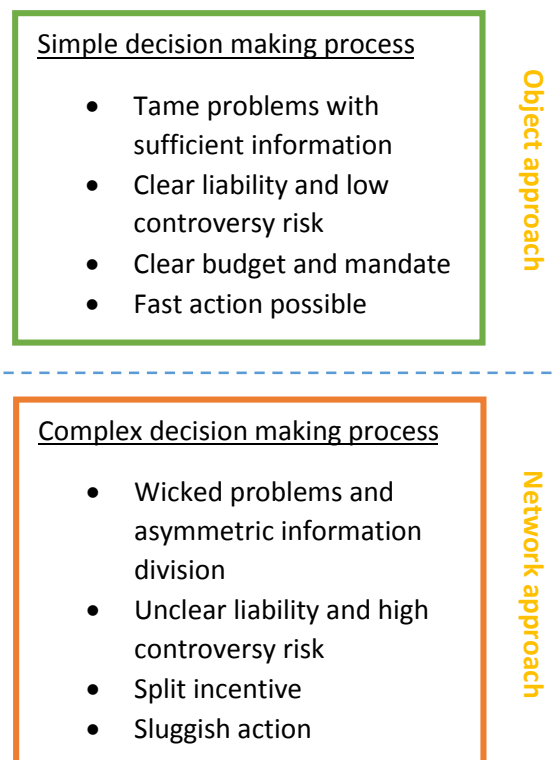 Simple decision making process
• Tame problems with
sufficient information
• Clear liability and low
controversy risk
• Clear budget and mandate
• Fast action possible
Object approach
Complex decision making process
• Wicked problems and
asymmetric information
division
• Unclear liability and high
controversy risk
• Split incentive
• Sluggish action
Network approach